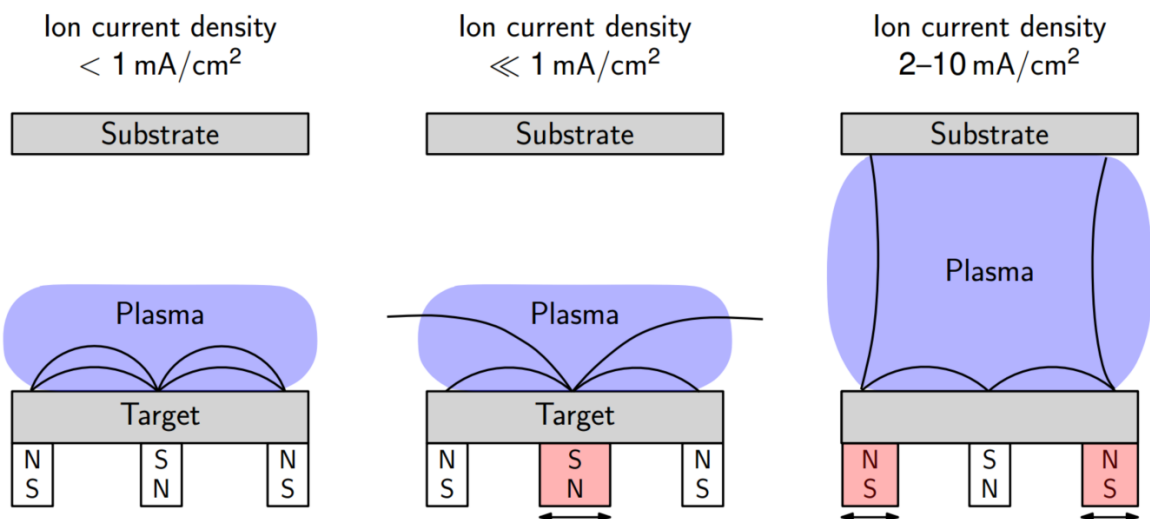 Ion current density
< 1 mA/cm²
Substrate
Plasma
Target
N
S
S
N
N
S
Ion current density
≪ 1 mA/cm²
Substrate
Plasma
Target
N
S
S
N
N
S
Ion current density
2–10 mA/cm²
Substrate
Plasma
N
S
S
N
N
S